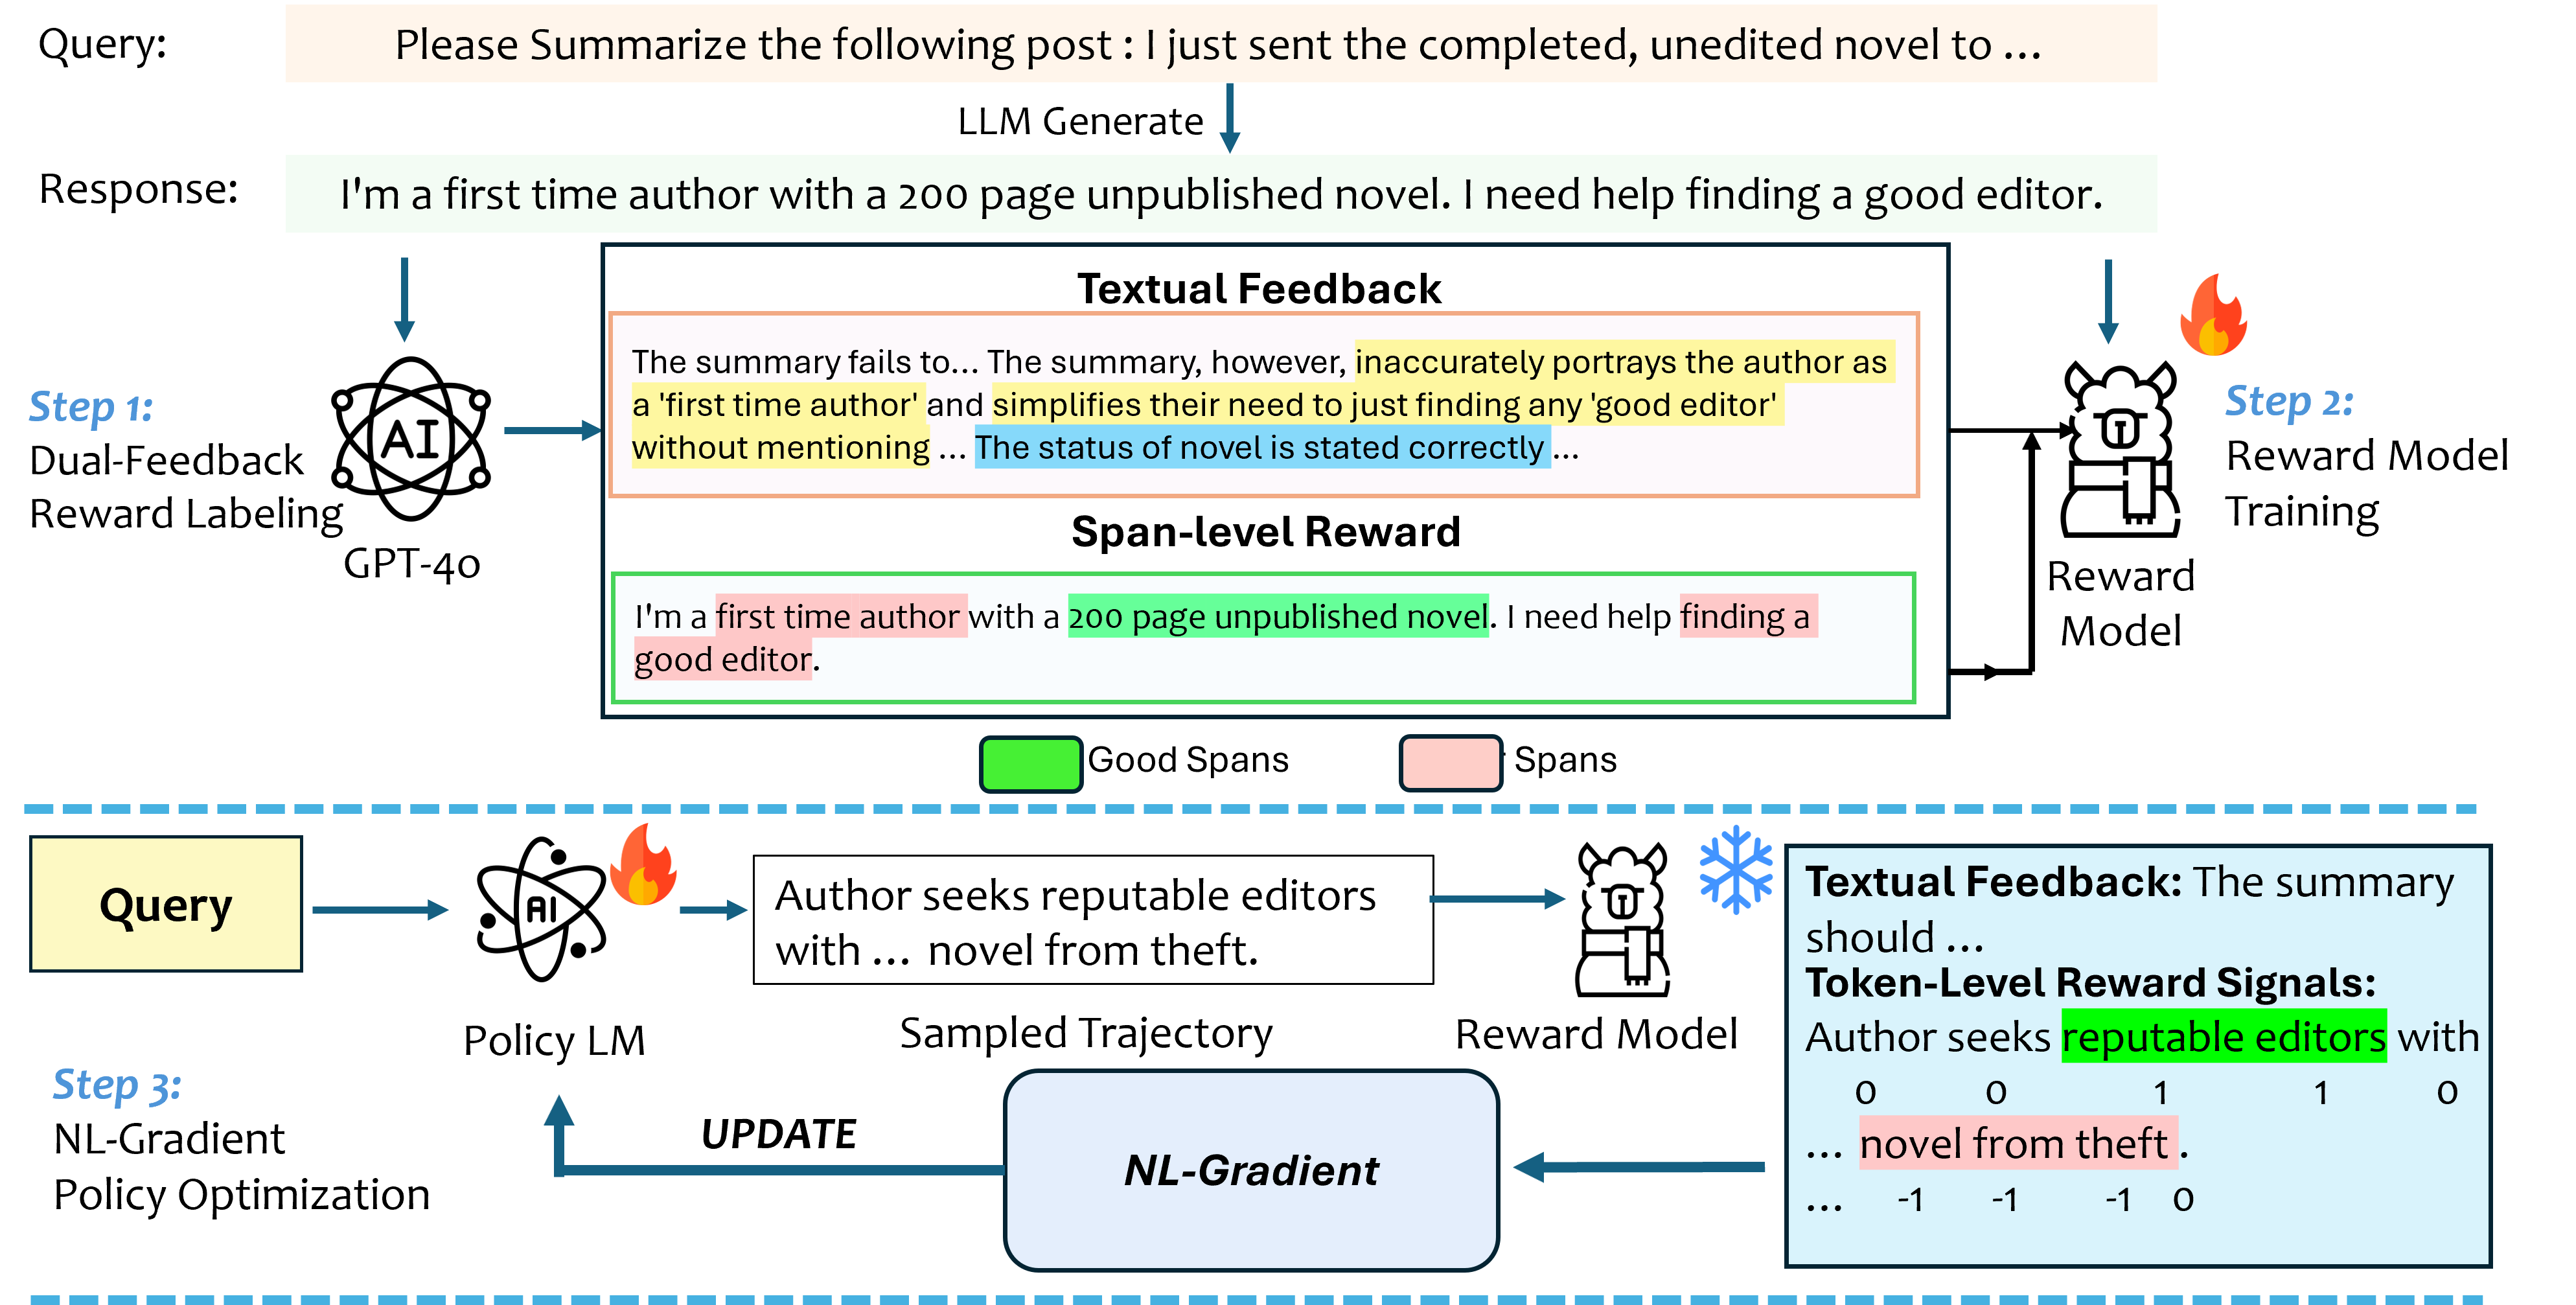 Query:
Please Summarize the following post : I just sent the completed, unedited novel to ...
LLM Generate
Response:
I'm a first time author with a 200 page unpublished novel. I need help finding a good editor.
Textual Feedback
The summary fails to... The summary, however, inaccurately portrays the author as
a 'first time author' and simplifies their need to just finding any 'good editor'
without mentioning ... The status of novel is stated correctly ...
Step 1:
Dual-Feedback
Reward Labeling
AI
GPT-4o
Span-level Reward
I'm a first time author with a 200 page unpublished novel. I need help finding a
good editor.
Step 2:
Reward Model
Training
Reward
Model
Good Spans
Spans
Query
AI
Policy LM
Author seeks reputable editors
with ... novel from theft.
Sampled Trajectory
Reward Model
Textual Feedback: The summary
should ...
Token-Level Reward Signals:
Author seeks reputable editors with
0 0 1 1 0
... novel from theft .
... -1 -1 -1 0
Step 3:
NL-Gradient
Policy Optimization
UPDATE
NL-Gradient